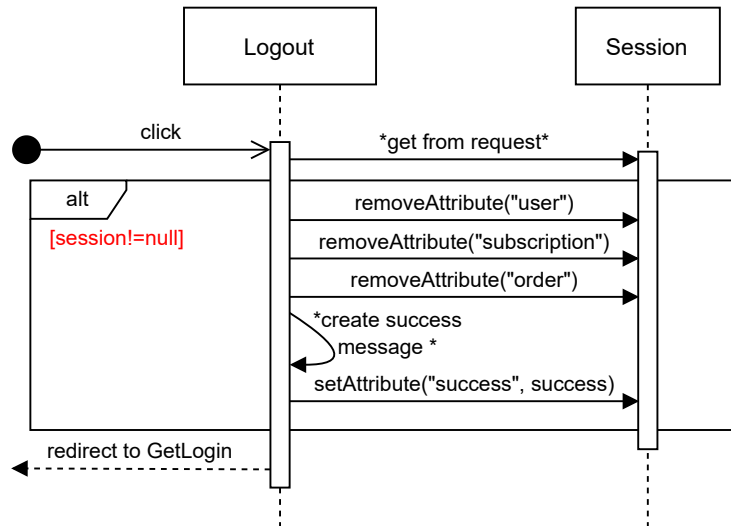 Logout
Session
click
*get from request*
alt
removeAttribute("user")
[session!=null]
removeAttribute("subscription")
removeAttribute("order")
*create success
message *
setAttribute("success", success)
redirect to GetLogin